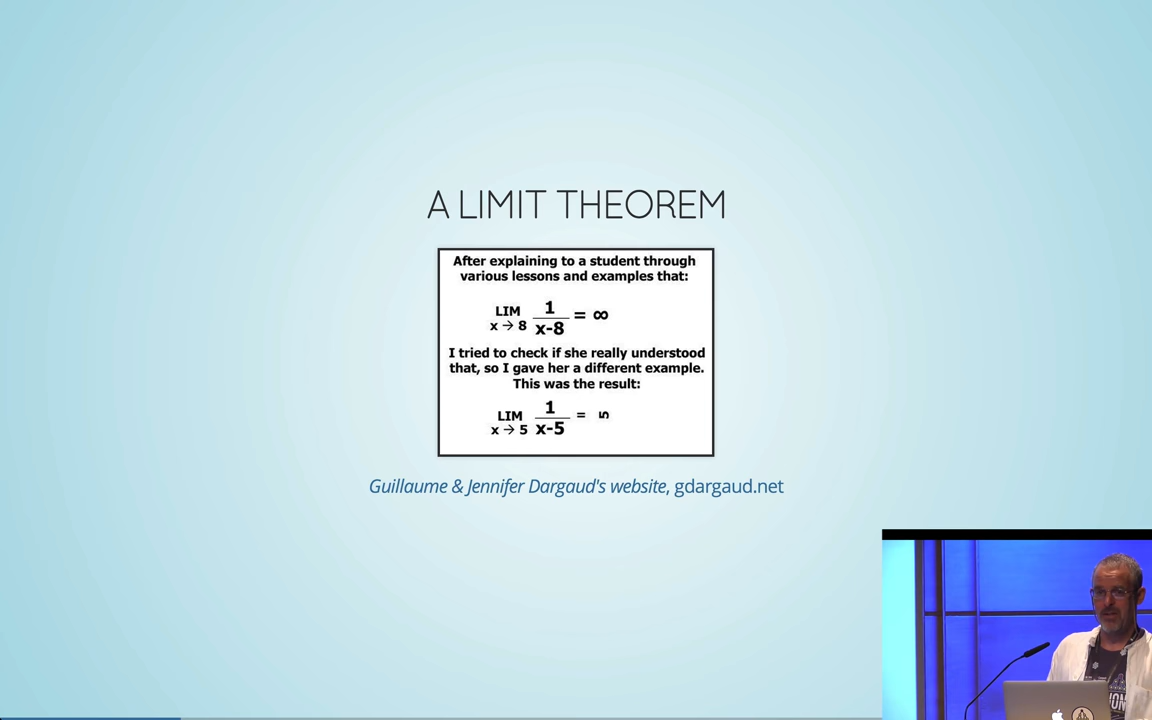 A LIMIT THEOREM
After explaining to a student through
various lessons and examples that:
LIM
x → 8
1
x-8
= ∞
I tried to check if she really understood
that, so I gave her a different example.
This was the result:
LIM
x → 5
1
x-5
= 5
Guillaume & Jennifer Dargaud's website, gdargaud.net